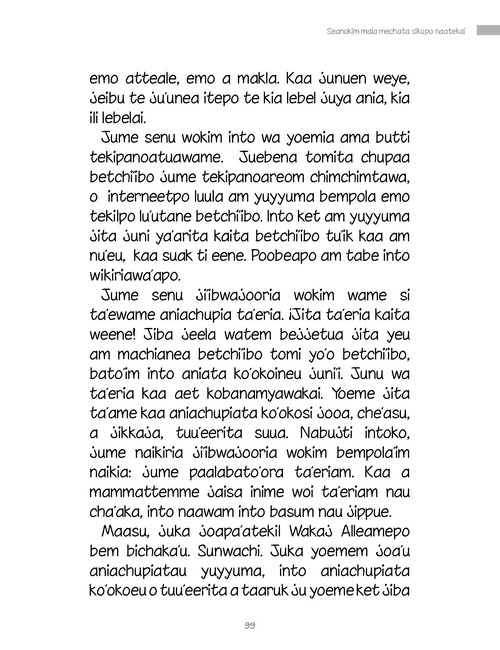 Seanokim mala mechata sikupo naatekai
emo atteale, emo a makla. Kaa junuen weye,
jeibu te ju'unea itepo te kia lebel juya ania, kia
ili lebelai.
Jume senu wokim into wa yoemia ama butti
tekipanoatuawame. Juebena tomita chupaa
betchi'ibo jume tekipanoareom chimchimtawa,
o interneetpo luula am yuyyuma bempola emo
tekilpo lu'utane betchi'ibo. Into ket am yuyyuma
jita juni ya'arita kaita betchi'ibo tu'ik kaa am
nu'eu, kaa suak ti eene. Poobeapo am tabe into
wikiriawa'apo.
Jume senu ji'ibwajooria wokim wame si
ta'ewame aniachupia ta'eria. ¡Jita ta'eria kaita
weene! Jiba jeela watem bejjetua jita yeu
am machianea betchi'ibo tomi yo'o betchi'ibo,
bato'im into aniata ko'okoineu junii. Junu wa
ta'eria kaa aet kobanamyawakai. Yoeme jita
ta'ame kaa aniachupiata ko'okosi jooa, che'asu,
a jikkaja, tuu'eerita suua. Nabujti intoko,
jume naikiria ji'ibwajooria wokim bempola'im
naikia: jume paalabato'ora ta'eriam. Kaa a
mammattemme jaisa inime woi ta'eriam nau
cha'aka, into naawam into basum nau jippue.
Maasu, juka joapa'ateki! Wakaj Alleamepo
bem bichaka'u. Sunwachi. Juka yoemem joa'u
aniachupiatau yuyyuma, into aniachupiata
ko'okoeu o tuu'eerita a taaruk ju yoeme ket jiba
99